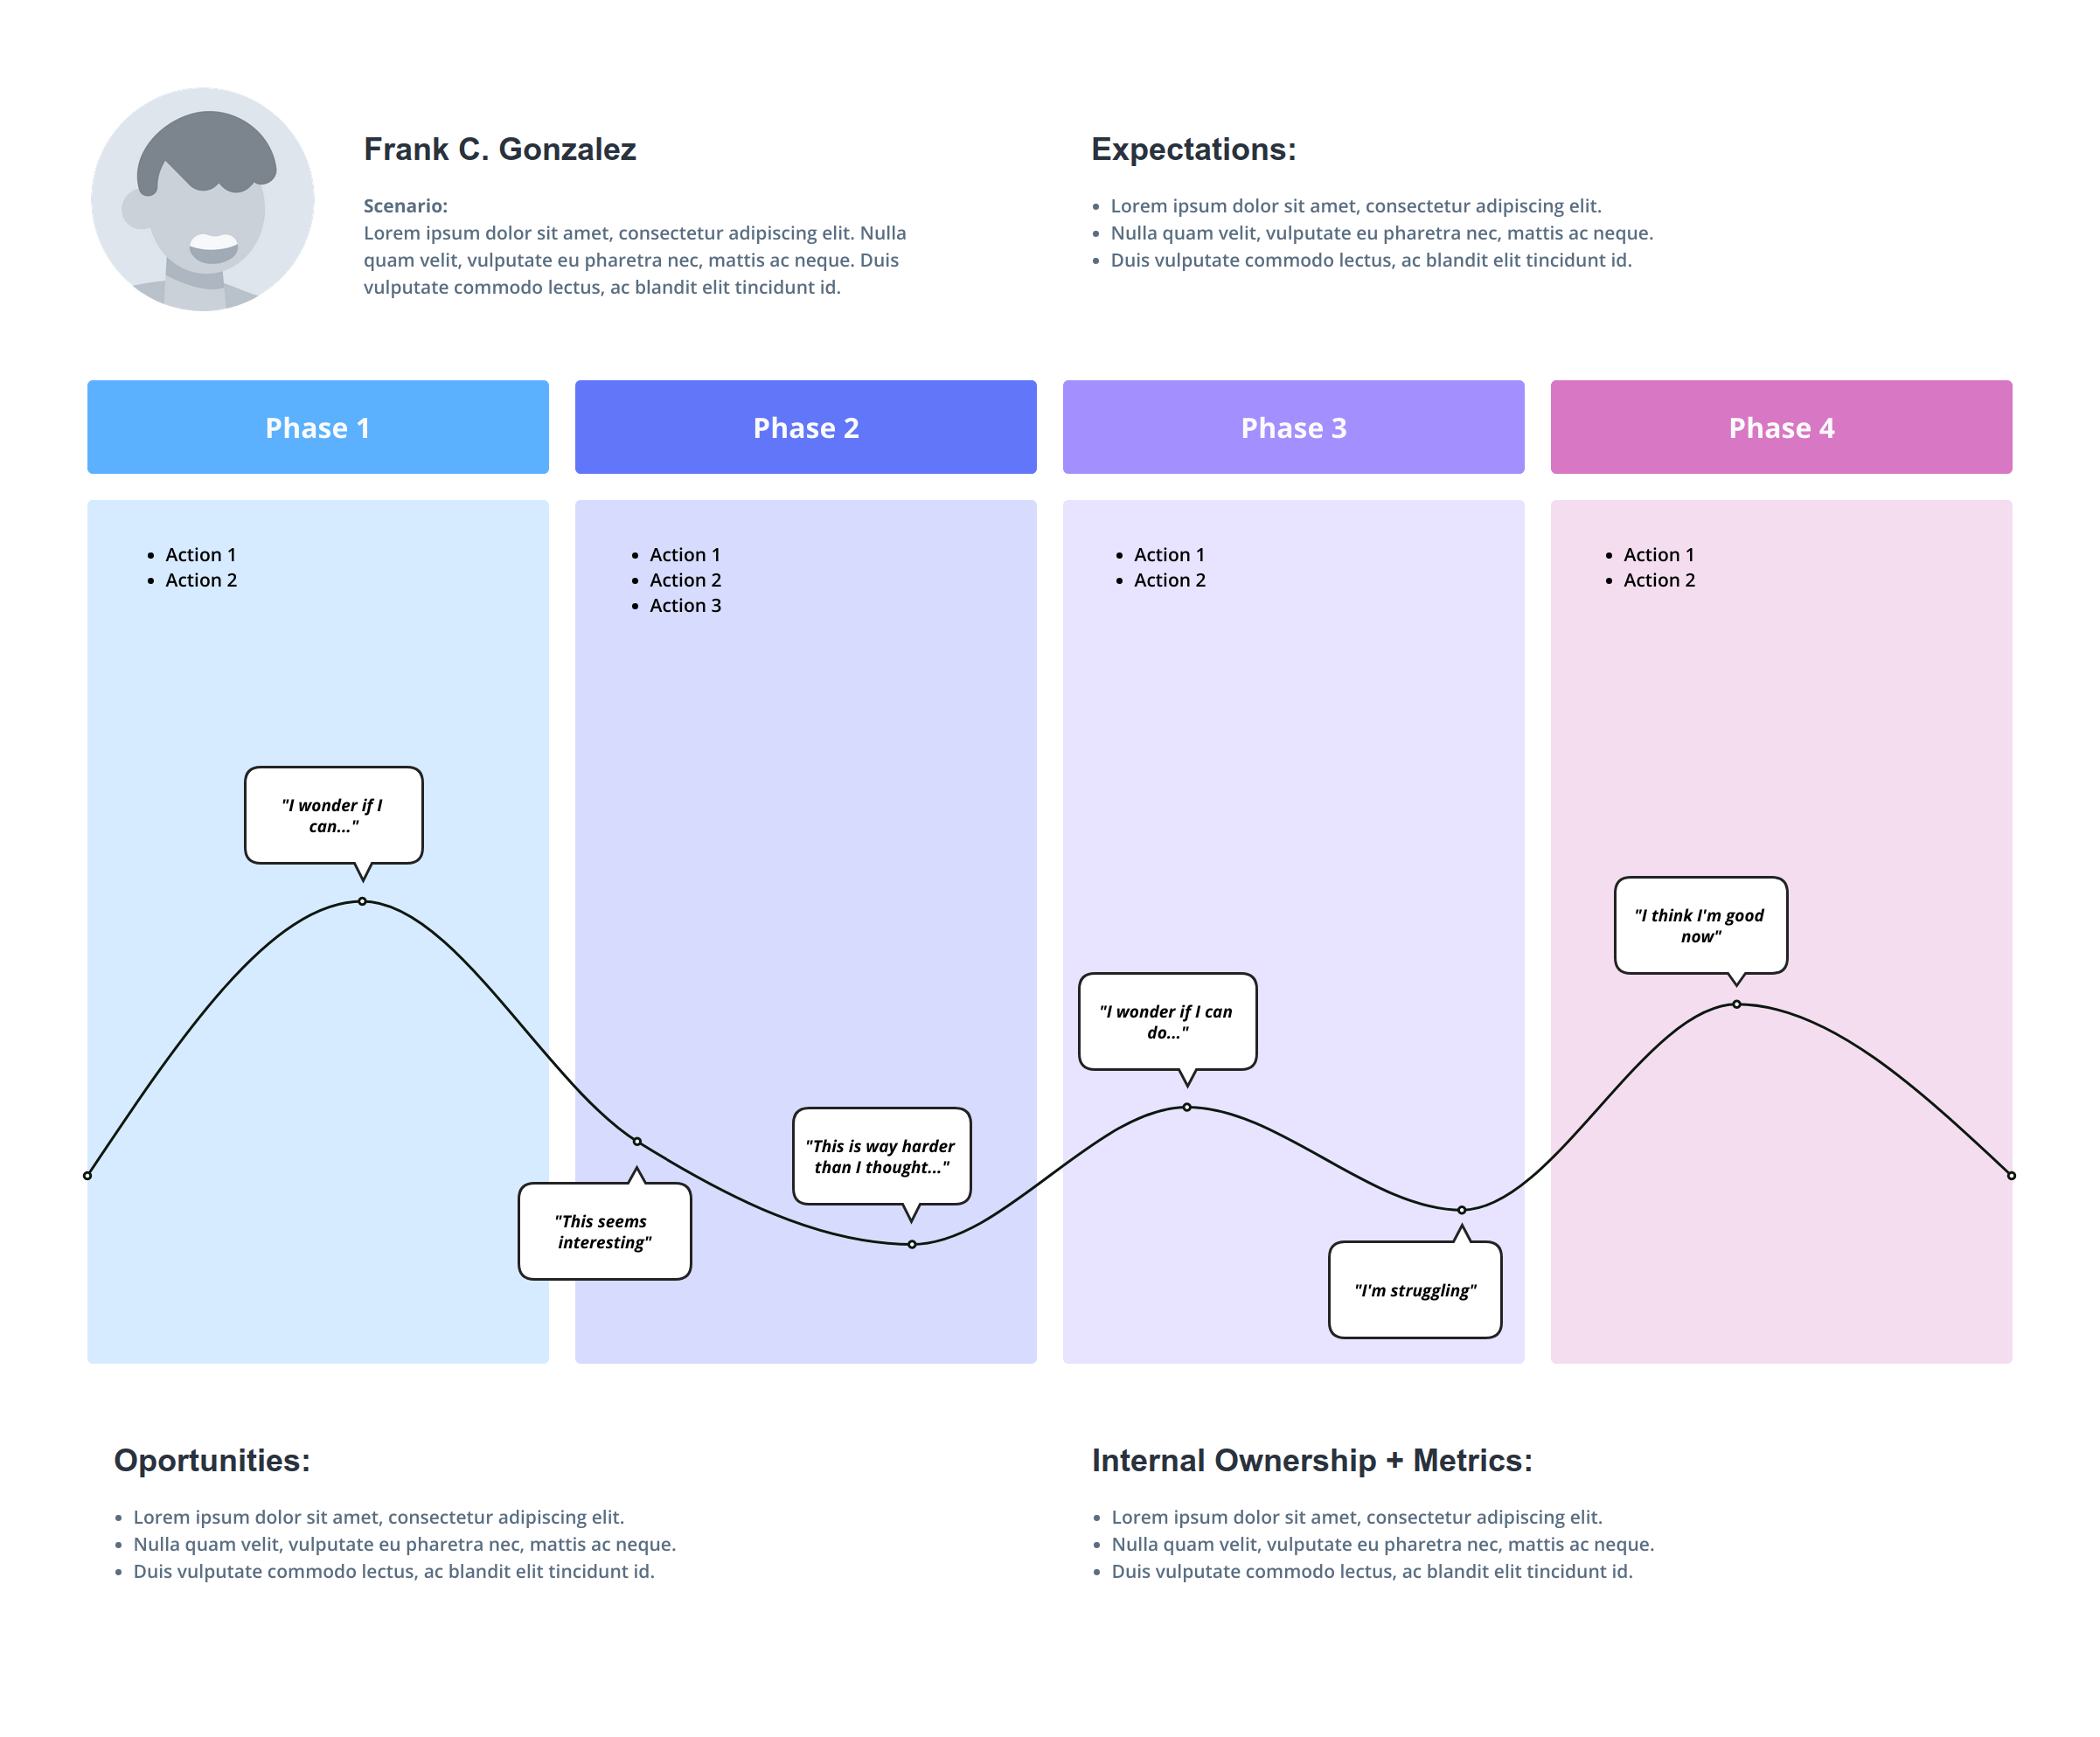 Frank C. Gonzalez
Scenario:
Lorem ipsum dolor sit amet, consectetur adipiscing elit. Nulla
quam velit, vulputate eu pharetra nec, mattis ac neque. Duis
vulputate commodo lectus, ac blandit elit tincidunt id.
Expectations:
• Lorem ipsum dolor sit amet, consectetur adipiscing elit.
• Nulla quam velit, vulputate eu pharetra nec, mattis ac neque.
• Duis vulputate commodo lectus, ac blandit elit tincidunt id.
Phase 1
Phase 2
Phase 3
Phase 4
• Action 1
• Action 2
• Action 1
• Action 2
• Action 3
• Action 1
• Action 2
• Action 1
• Action 2
"I wonder if I
can..."
"This seems
interesting"
"This is way harder
than I thought..."
"I wonder if I can
do..."
"I'm struggling"
"I think I'm good
now"
Oportunities:
• Lorem ipsum dolor sit amet, consectetur adipiscing elit.
• Nulla quam velit, vulputate eu pharetra nec, mattis ac neque.
• Duis vulputate commodo lectus, ac blandit elit tincidunt id.
Internal Ownership + Metrics:
• Lorem ipsum dolor sit amet, consectetur adipiscing elit.
• Nulla quam velit, vulputate eu pharetra nec, mattis ac neque.
• Duis vulputate commodo lectus, ac blandit elit tincidunt id.